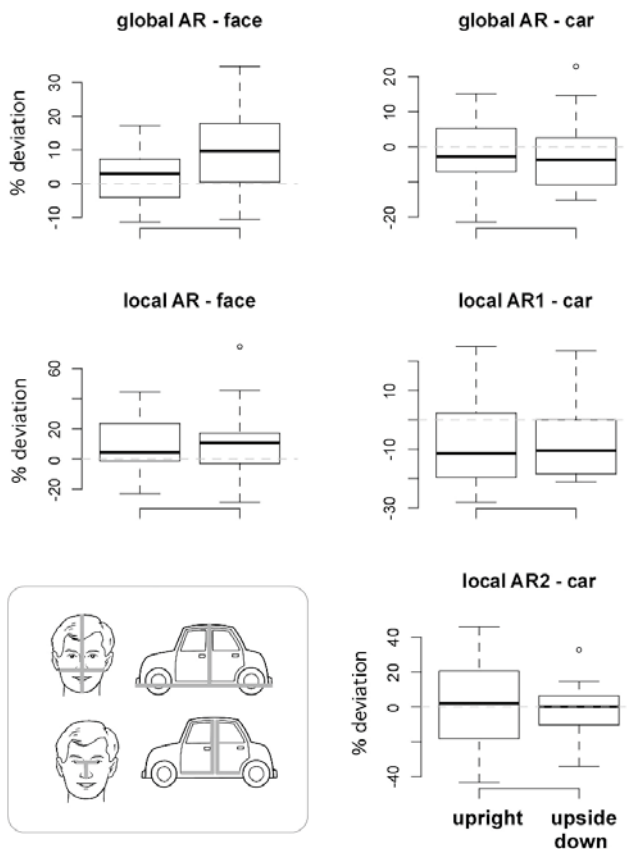 global AR - face
global AR - car
% deviation
30
20
10
0
-10
20
10
0
-20
local AR - face
local AR1 - car
% deviation
60
20
0
-20
10
-10
-30
local AR2 - car
% deviation
40
20
0
-40
upright
upside
down